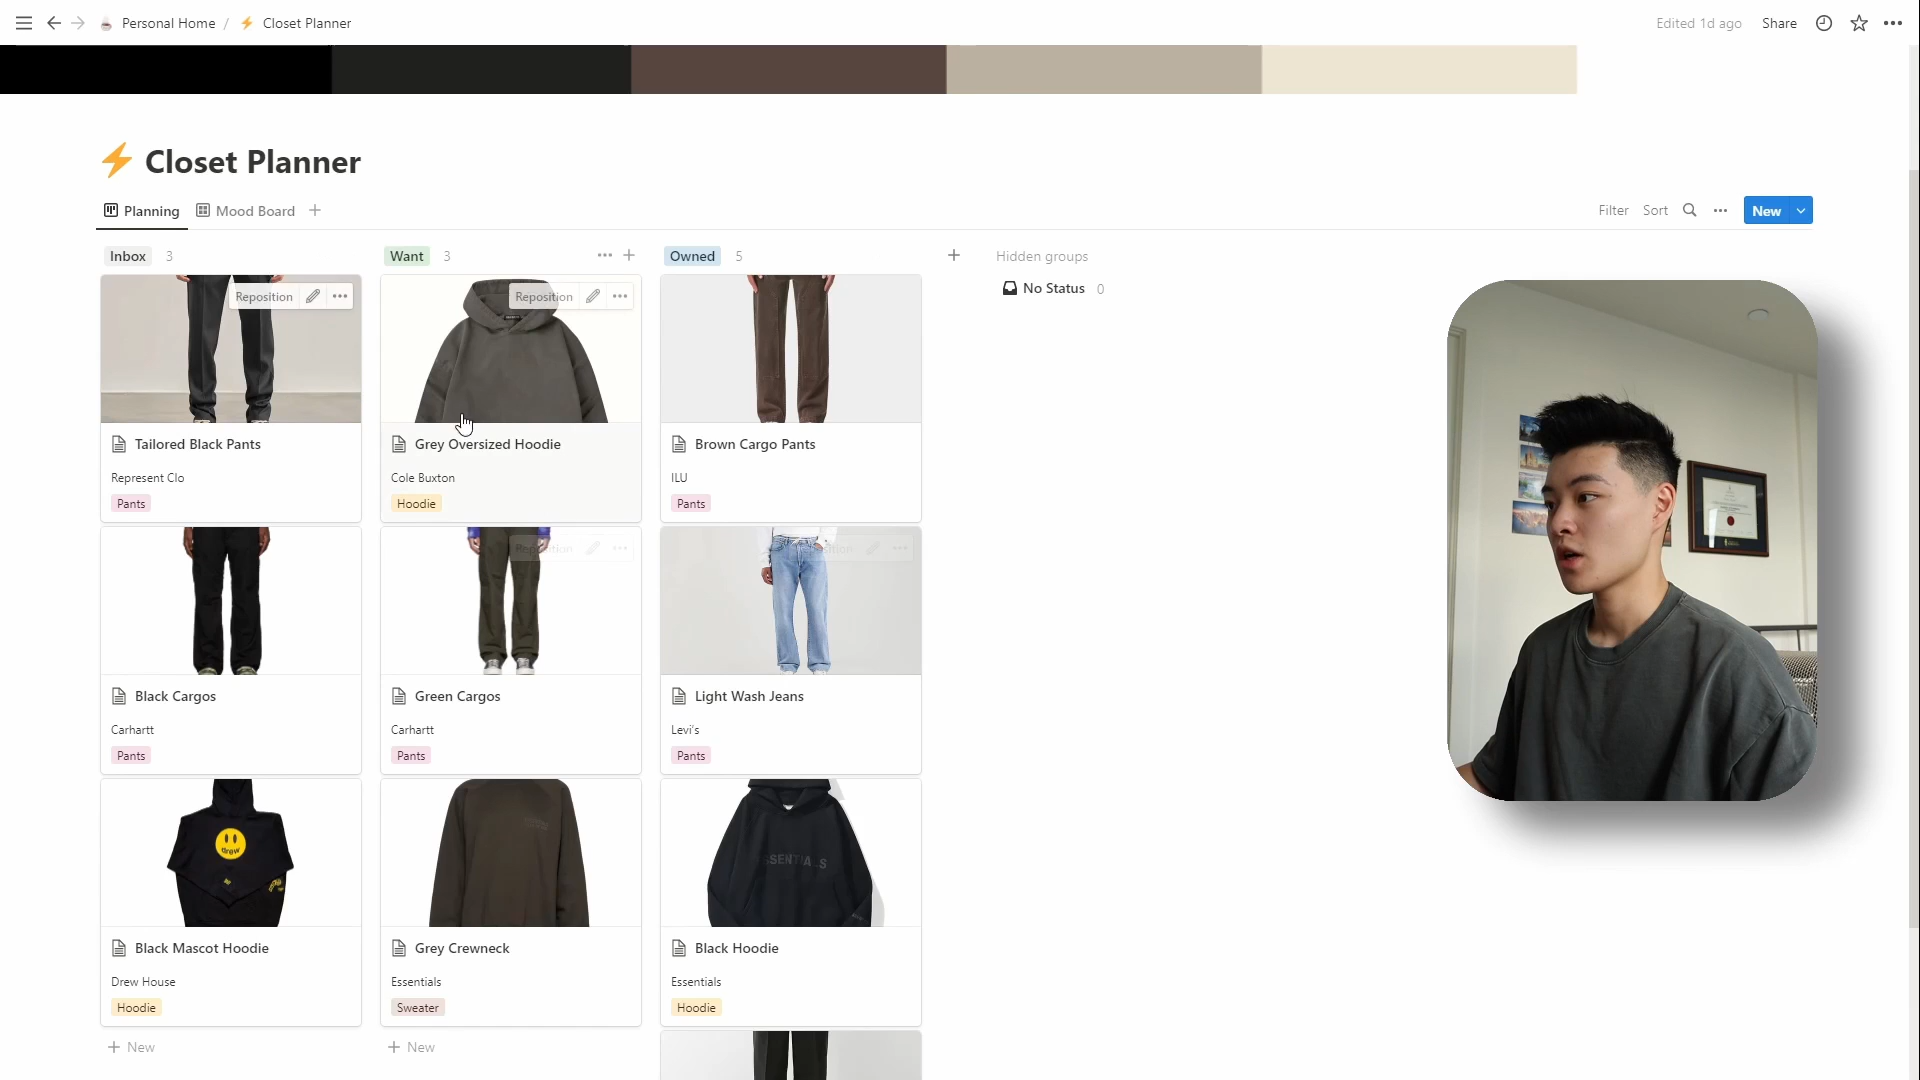 Personal Home / Closet Planner
Edited 1d ago Share
Closet Planner
Planning Mood Board
Filter Sort New
Inbox 3
Want 3
Owned 5
Hidden groups
No Status 0
Reposition
Tailored Black Pants
Represent Clo
Pants
Reposition
Grey Oversized Hoodie
Cole Buxton
Hoodie
Brown Cargo Pants
ILU
Pants
Black Cargos
Carhartt
Pants
Reposition
Green Cargos
Carhartt
Pants
Light Wash Jeans
Levi's
Pants
drew
Black Mascot Hoodie
Drew House
Hoodie
Grey Crewneck
Essentials
Sweater
ESSENTIALS
Black Hoodie
Essentials
Hoodie
New
New